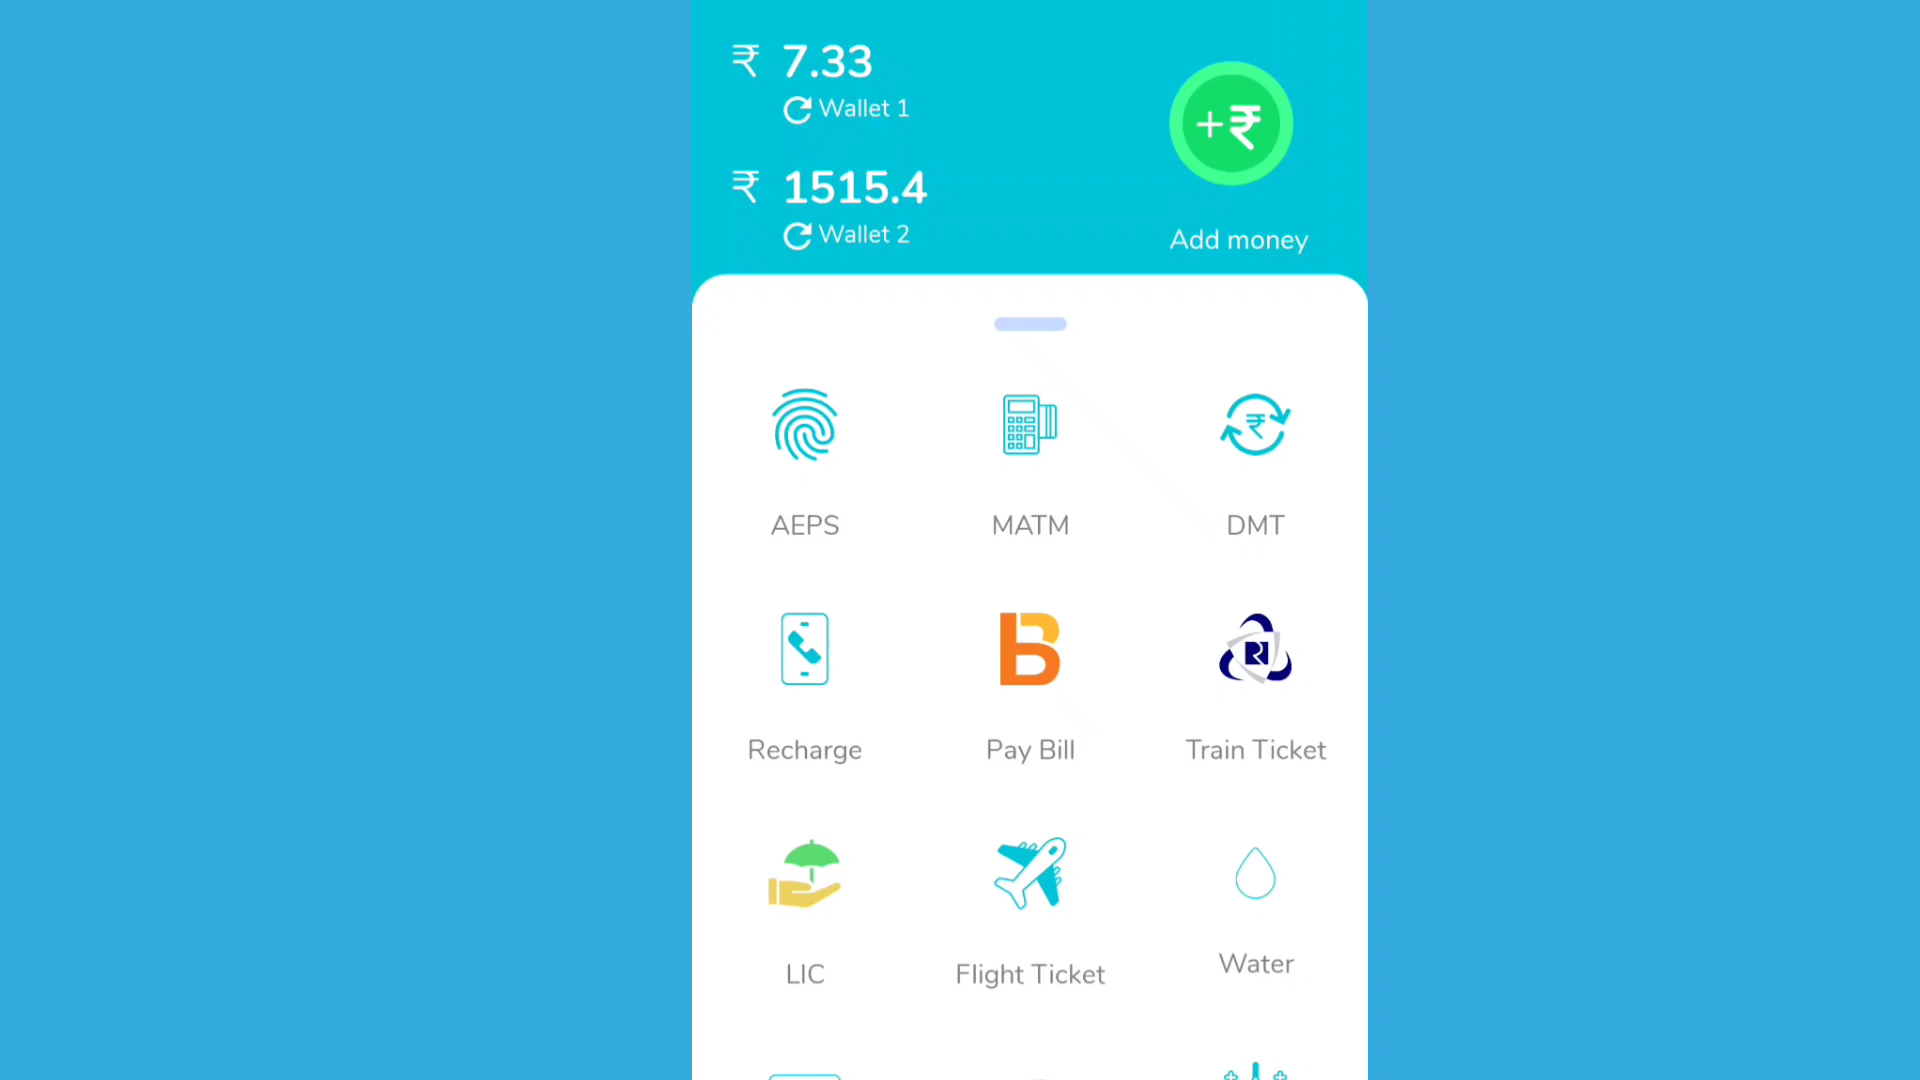 ₹ 7.33
Wallet 1
+₹
₹ 1515.4
Wallet 2
Add money
₹
AEPS
MATM
DMT
Recharge
Pay Bill
Train Ticket
LIC
Flight Ticket
Water